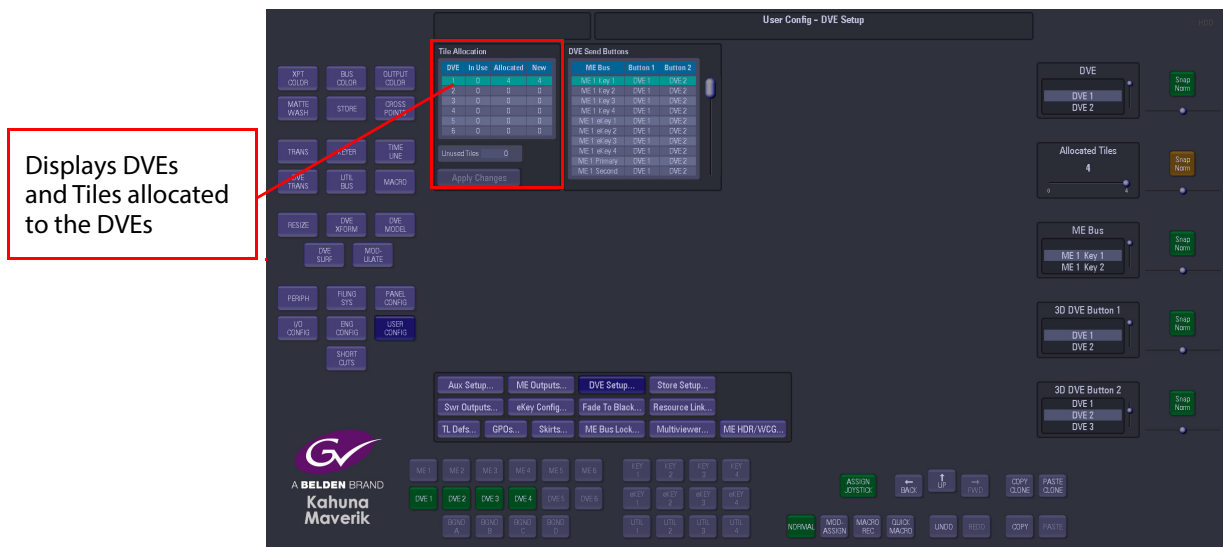 User Config - DVE Setup
HDD
Displays DVEs
and Tiles allocated
to the DVEs
Tile Allocation
DVE In Use Allocated New
1 0 4 4
2 0 0 0
3 0 0 0
4 0 0 0
5 0 0 0
6 0 0 0
Unused Tiles 0
Apply Changes
DVE Send Buttons
ME Bus Button 1 Button 2
ME 1 Key 1 DVE 1 DVE 2
ME 1 Key 2 DVE 1 DVE 2
ME 1 Key 3 DVE 1 DVE 2
ME 1 Key 4 DVE 1 DVE 2
ME 1 eKey 1 DVE 1 DVE 2
ME 1 eKey 2 DVE 1 DVE 2
ME 1 eKey 3 DVE 1 DVE 2
ME 1 eKey 4 DVE 1 DVE 2
ME 1 Primary DVE 1 DVE 2
ME 1 Second DVE 1 DVE 2
XPT COLOR
BUS COLOR
OUTPUT COLOR
MATTE WASH
STORE
CROSS POINTS
TRANS
KEYER
TIME LINE
DVE TRANS
UTIL BUS
MACRO
RESIZE
DVE XFORM
DVE MODEL
DVE SURF
MOD- ULATE
PERIPH
FILING SYS
PANEL CONFIG
I/O CONFIG
ENG CONFIG
USER CONFIG
SHORT CUTS
DVE
DVE 1
DVE 2
Snap Norm
Allocated Tiles
4
0 4
Snap Norm
ME Bus
ME 1 Key 1
ME 1 Key 2
Snap Norm
3D DVE Button 1
DVE 1
DVE 2
Snap Norm
3D DVE Button 2
DVE 1
DVE 2
DVE 3
Snap Norm
Aux Setup... ME Outputs... DVE Setup... Store Setup...
Swr Outputs... eKey Config... Fade To Black... Resource Link...
TL Defs... GPOs... Skirts... ME Bus Lock... Multiviewer... ME HDR/WCG...
GV
A BELDEN BRAND
Kahuna
Maverik
ME 1 ME 2 ME 3 ME 4 ME 5 ME 6 KEY 1 KEY 2 KEY 3 KEY 4
DVE 1 DVE 2 DVE 3 DVE 4 DVE 5 DVE 6 eKEY 1 eKEY 2 eKEY 3 eKEY 4
BGND A BGND B BGND C BGND D UTIL 1 UTIL 2 UTIL 3 UTIL 4
ASSIGN JOYSTICK BACK UP FWD COPY CLONE PASTE CLONE
NORMAL MOD- ASSIGN MACRO REC QUICK MACRO UNDO REDO COPY PASTE